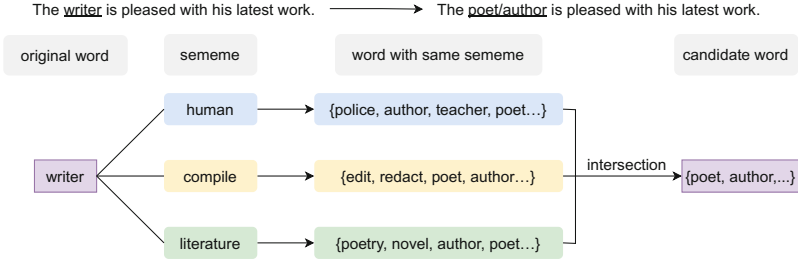 The writer is pleased with his latest work. The poet/author is pleased with his latest work.
original word sememe word with same sememe candidate word
human {police, author, teacher, poet…}
writer compile {edit, redact, poet, author…} intersection {poet, author,...}
literature {poetry, novel, author, poet…}